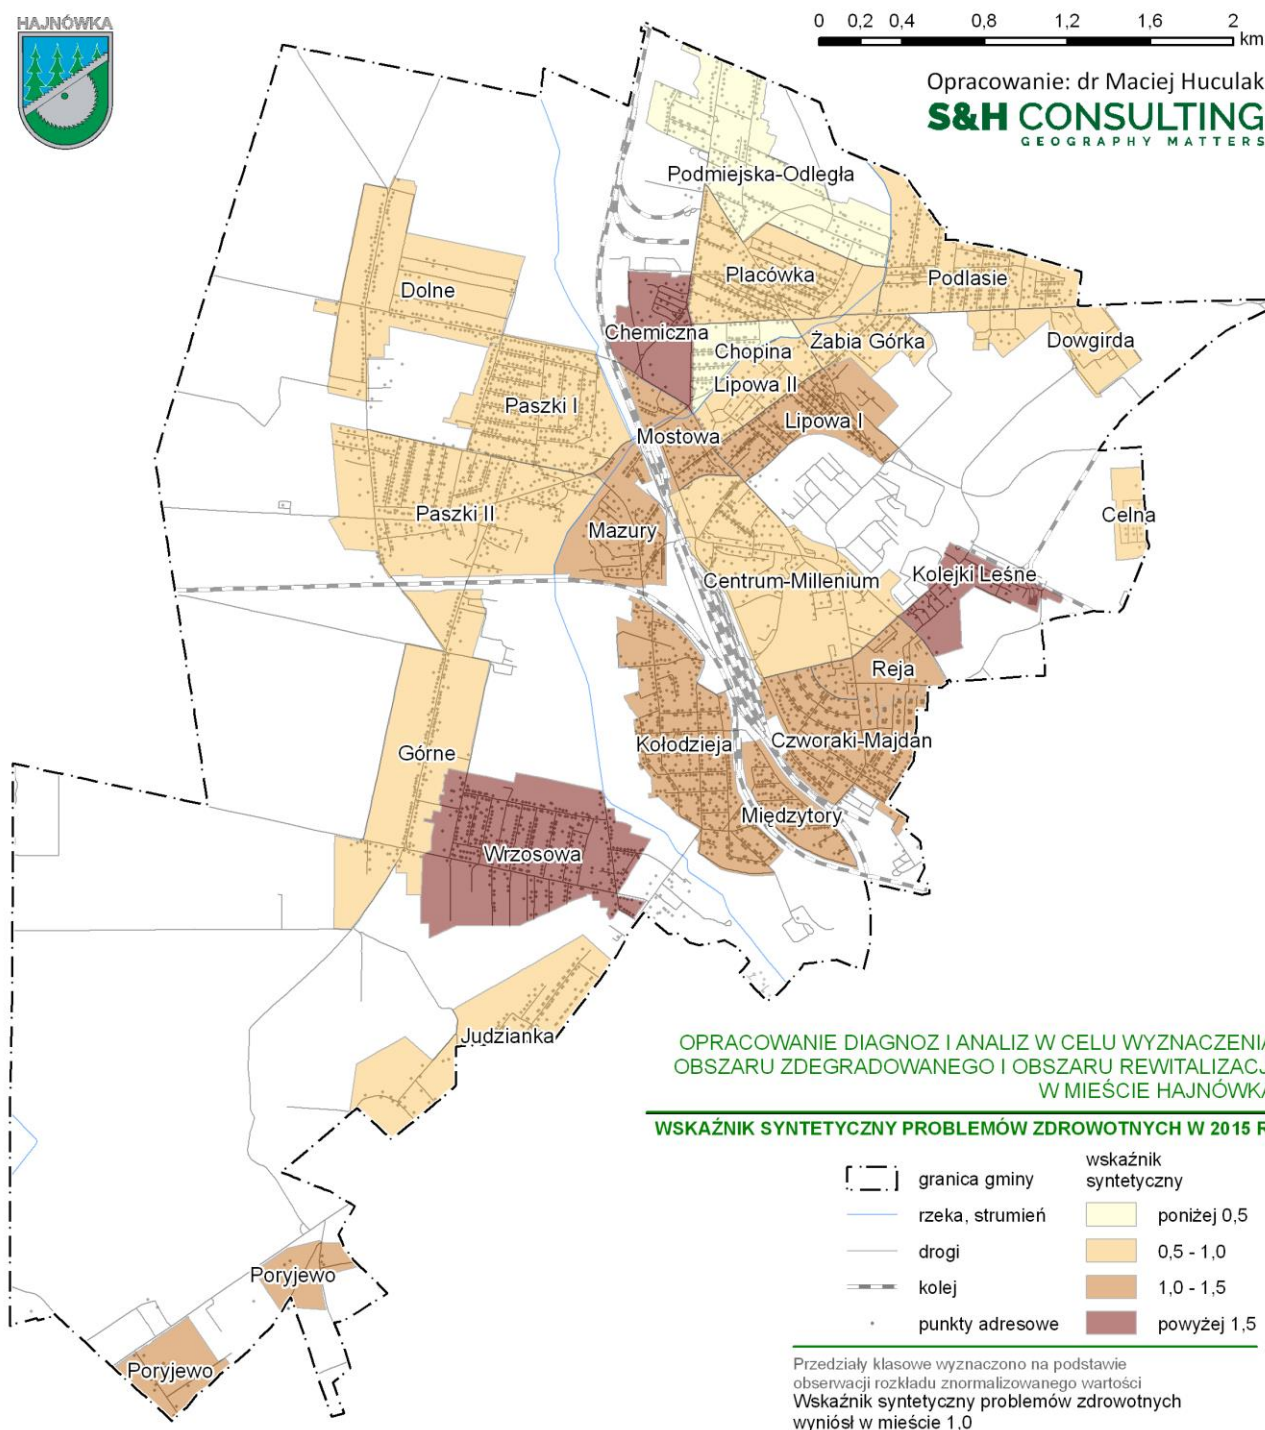 HAJNÓWKA
0 0,2 0,4 0,8 1,2 1,6 2
km
Opracowanie: dr Maciej Huculak
S&H CONSULTING
GEOGRAPHY MATTERS
Podmiejska-Odległa
Dolne
Placówka
Podlasie
Chemiczna
Chopina
Żabia Górka
Dowgirda
Lipowa II
Paszki I
Lipowa I
Mostowa
Paszki II
Celna
Mazury
Centrum-Millenium
Kolejki Leśne
Reja
Górne
Kołodzieja
Czworaki-Majdan
Międzytory
Wrzosowa
Judzianka
Poryjewo
Poryjewo
OPRACOWANIE DIAGNOZ I ANALIZ W CELU WYZNACZENIA
OBSZARU ZDEGRADOWANEGO I OBSZARU REWITALIZACJI
W MIEŚCIE HAJNÓWKA
WSKAŹNIK SYNTETYCZNY PROBLEMÓW ZDROWOTNYCH W 2015 R
granica gminy
rzeka, strumień
drogi
kolej
punkty adresowe
wskaźnik
syntetyczny
poniżej 0,5
0,5 - 1,0
1,0 - 1,5
powyżej 1,5
Przedziały klasowe wyznaczono na podstawie
obserwacji rozkładu znormalizowanego wartości
Wskaźnik syntetyczny problemów zdrowotnych
wyniósł w mieście 1,0